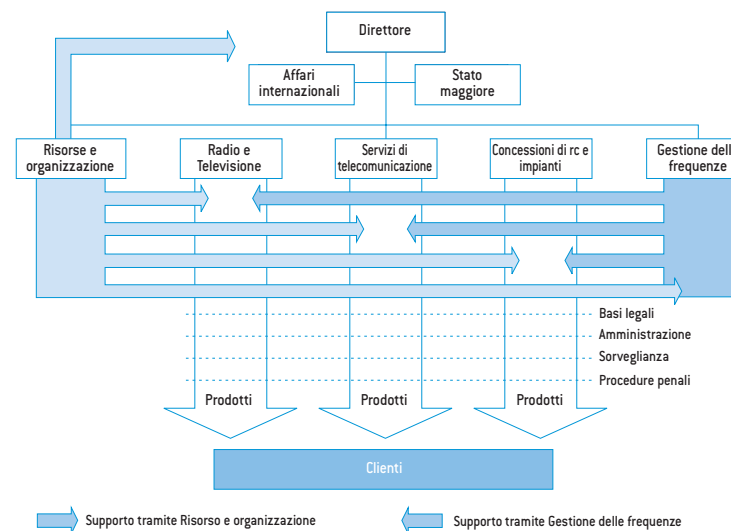 Direttore
Affari
internazionali
Stato
maggiore
Risorse e
organizzazione
Radio e
Televisione
Servizi di
telecomunicazione
Concessioni di rc e
impianti
Gestione delle
frequenze
Basi legali
Amministrazione
Sorveglianza
Procedure penali
Prodotti
Prodotti
Prodotti
Clienti
Supporto tramite Risorso e organizzazione
Supporto tramite Gestione delle frequenze